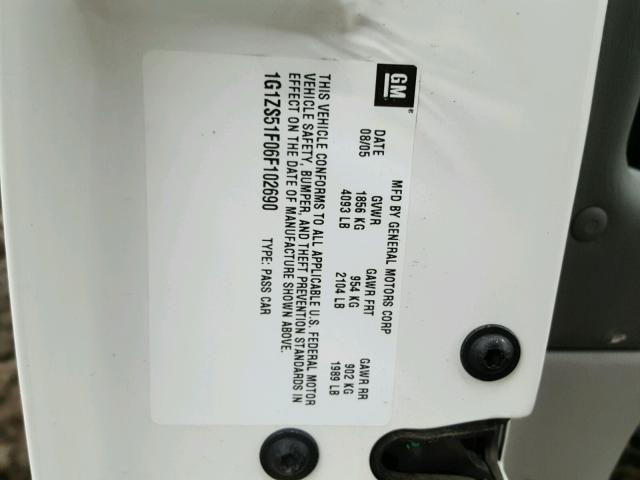 GM
®
MFD BY GENERAL MOTORS CORP
DATE GVWR GAWR FRT GAWR RR
08/05 1856 KG 954 KG 902 KG
4093 LB 2104 LB 1989 LB
THIS VEHICLE CONFORMS TO ALL APPLICABLE U.S. FEDERAL MOTOR
VEHICLE SAFETY, BUMPER, AND THEFT PREVENTION STANDARDS IN
EFFECT ON THE DATE OF MANUFACTURE SHOWN ABOVE.
1G1ZS51F06F102690 TYPE: PASS CAR